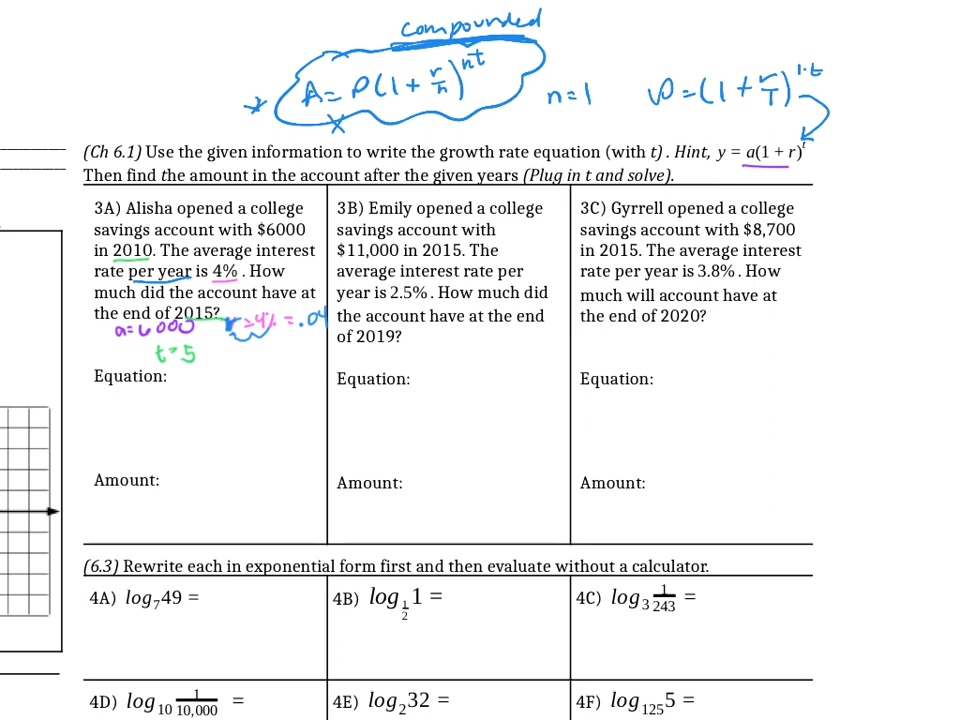 compounded
A = P(1 + r/n)^nt
n = 1
P = (1 + r/1)^1·t
(Ch 6.1) Use the given information to write the growth rate equation (with t) . Hint, y = a(1 + r)^t
Then find the amount in the account after the given years (Plug in t and solve).
3A) Alisha opened a college
savings account with $6000
in 2010. The average interest
rate per year is 4% . How
much did the account have at
the end of 2015?
a=6000
r=4% = .04
t=5
Equation:
Amount:
3B) Emily opened a college
savings account with
$11,000 in 2015. The
average interest rate per
year is 2.5% . How much did
the account have at the end
of 2019?
Equation:
Amount:
3C) Gyrrell opened a college
savings account with $8,700
in 2015. The average interest
rate per year is 3.8% . How
much will account have at
the end of 2020?
Equation:
Amount:
(6.3) Rewrite each in exponential form first and then evaluate without a calculator.
4A) log₇49 =
4B) log_1/2 1 =
4C) log₃ 1/243 =
4D) log₁₀ 1/10,000 =
4E) log₂32 =
4F) log₁₂₅5 =